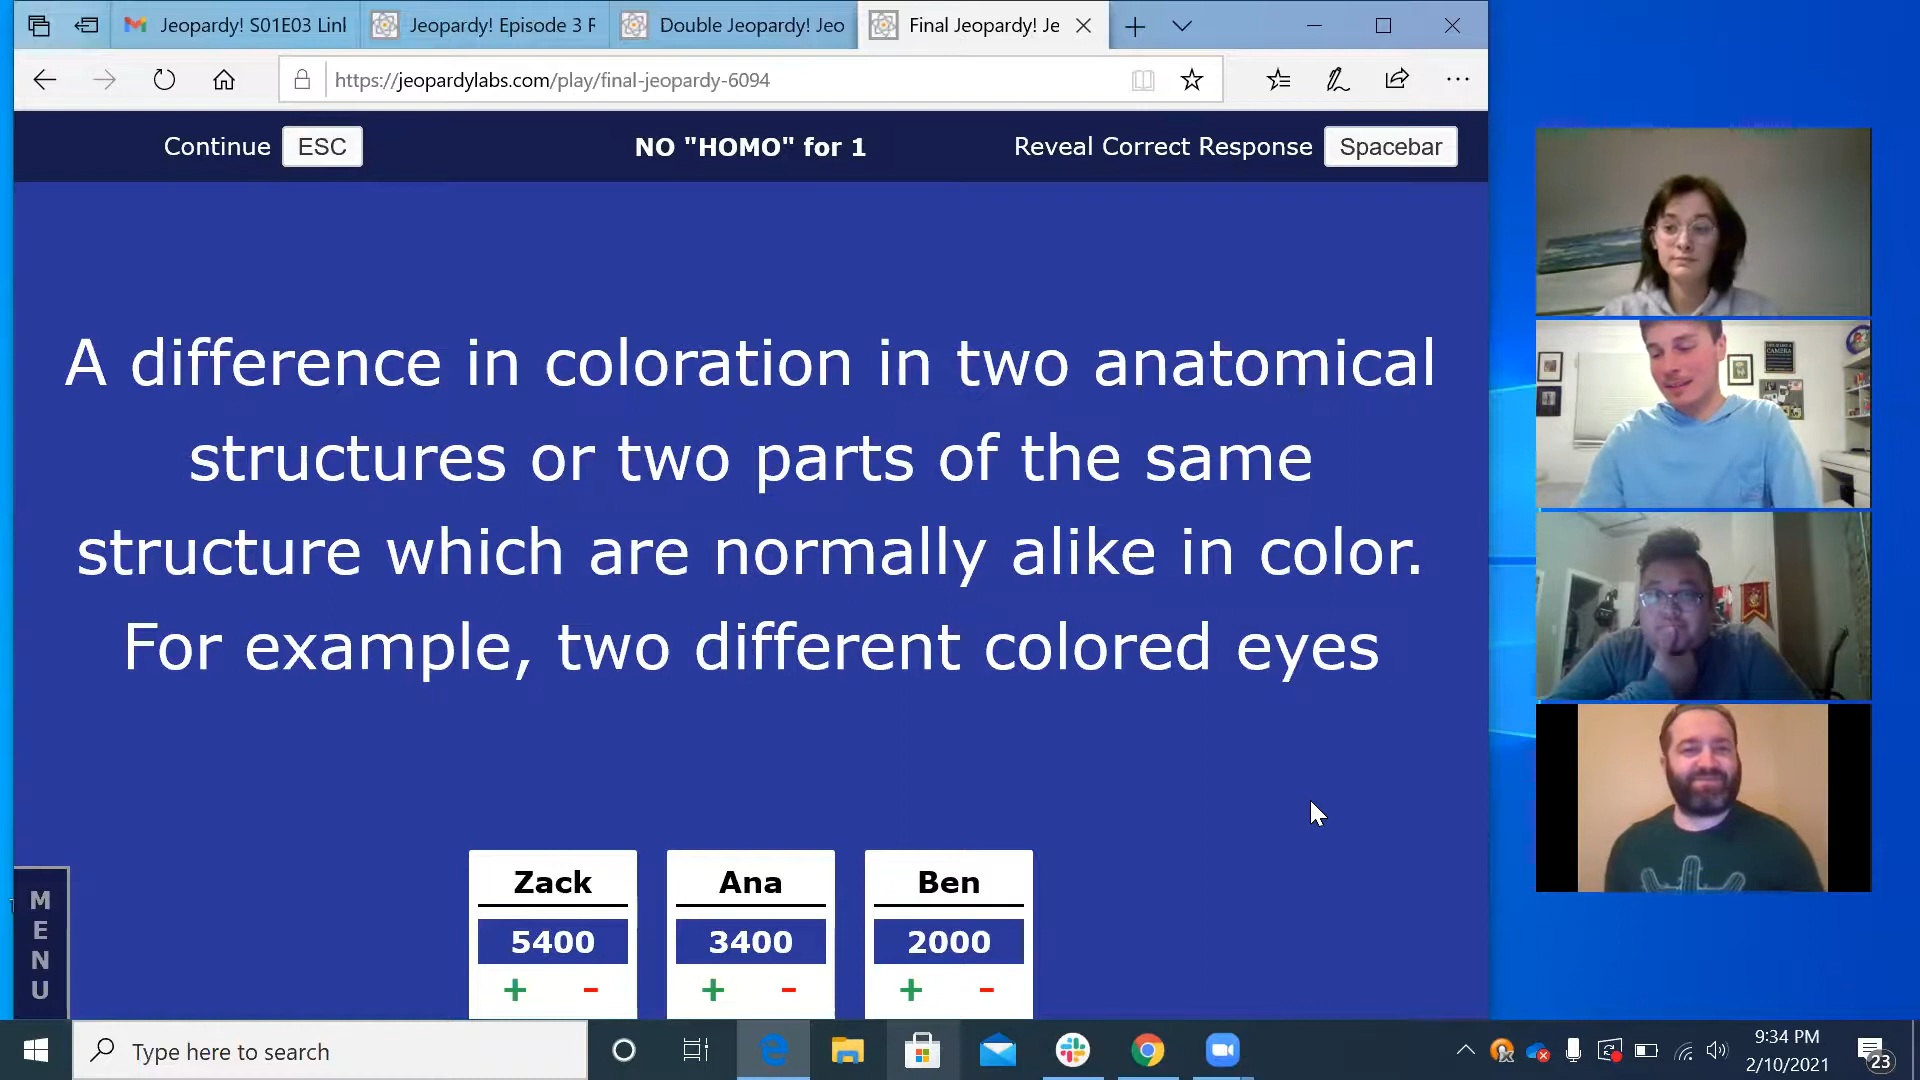 Jeopardy! S01E03 Linl
Jeopardy! Episode 3 F
Double Jeopardy! Jeo
Final Jeopardy! Je
https://jeopardylabs.com/play/final-jeopardy-6094
Continue ESC
NO "HOMO" for 1
Reveal Correct Response Spacebar
A difference in coloration in two anatomical
structures or two parts of the same
structure which are normally alike in color.
For example, two different colored eyes
Zack
5400
+ -
Ana
3400
+ -
Ben
2000
+ -
MENU
Type here to search
9:34 PM
2/10/2021
23